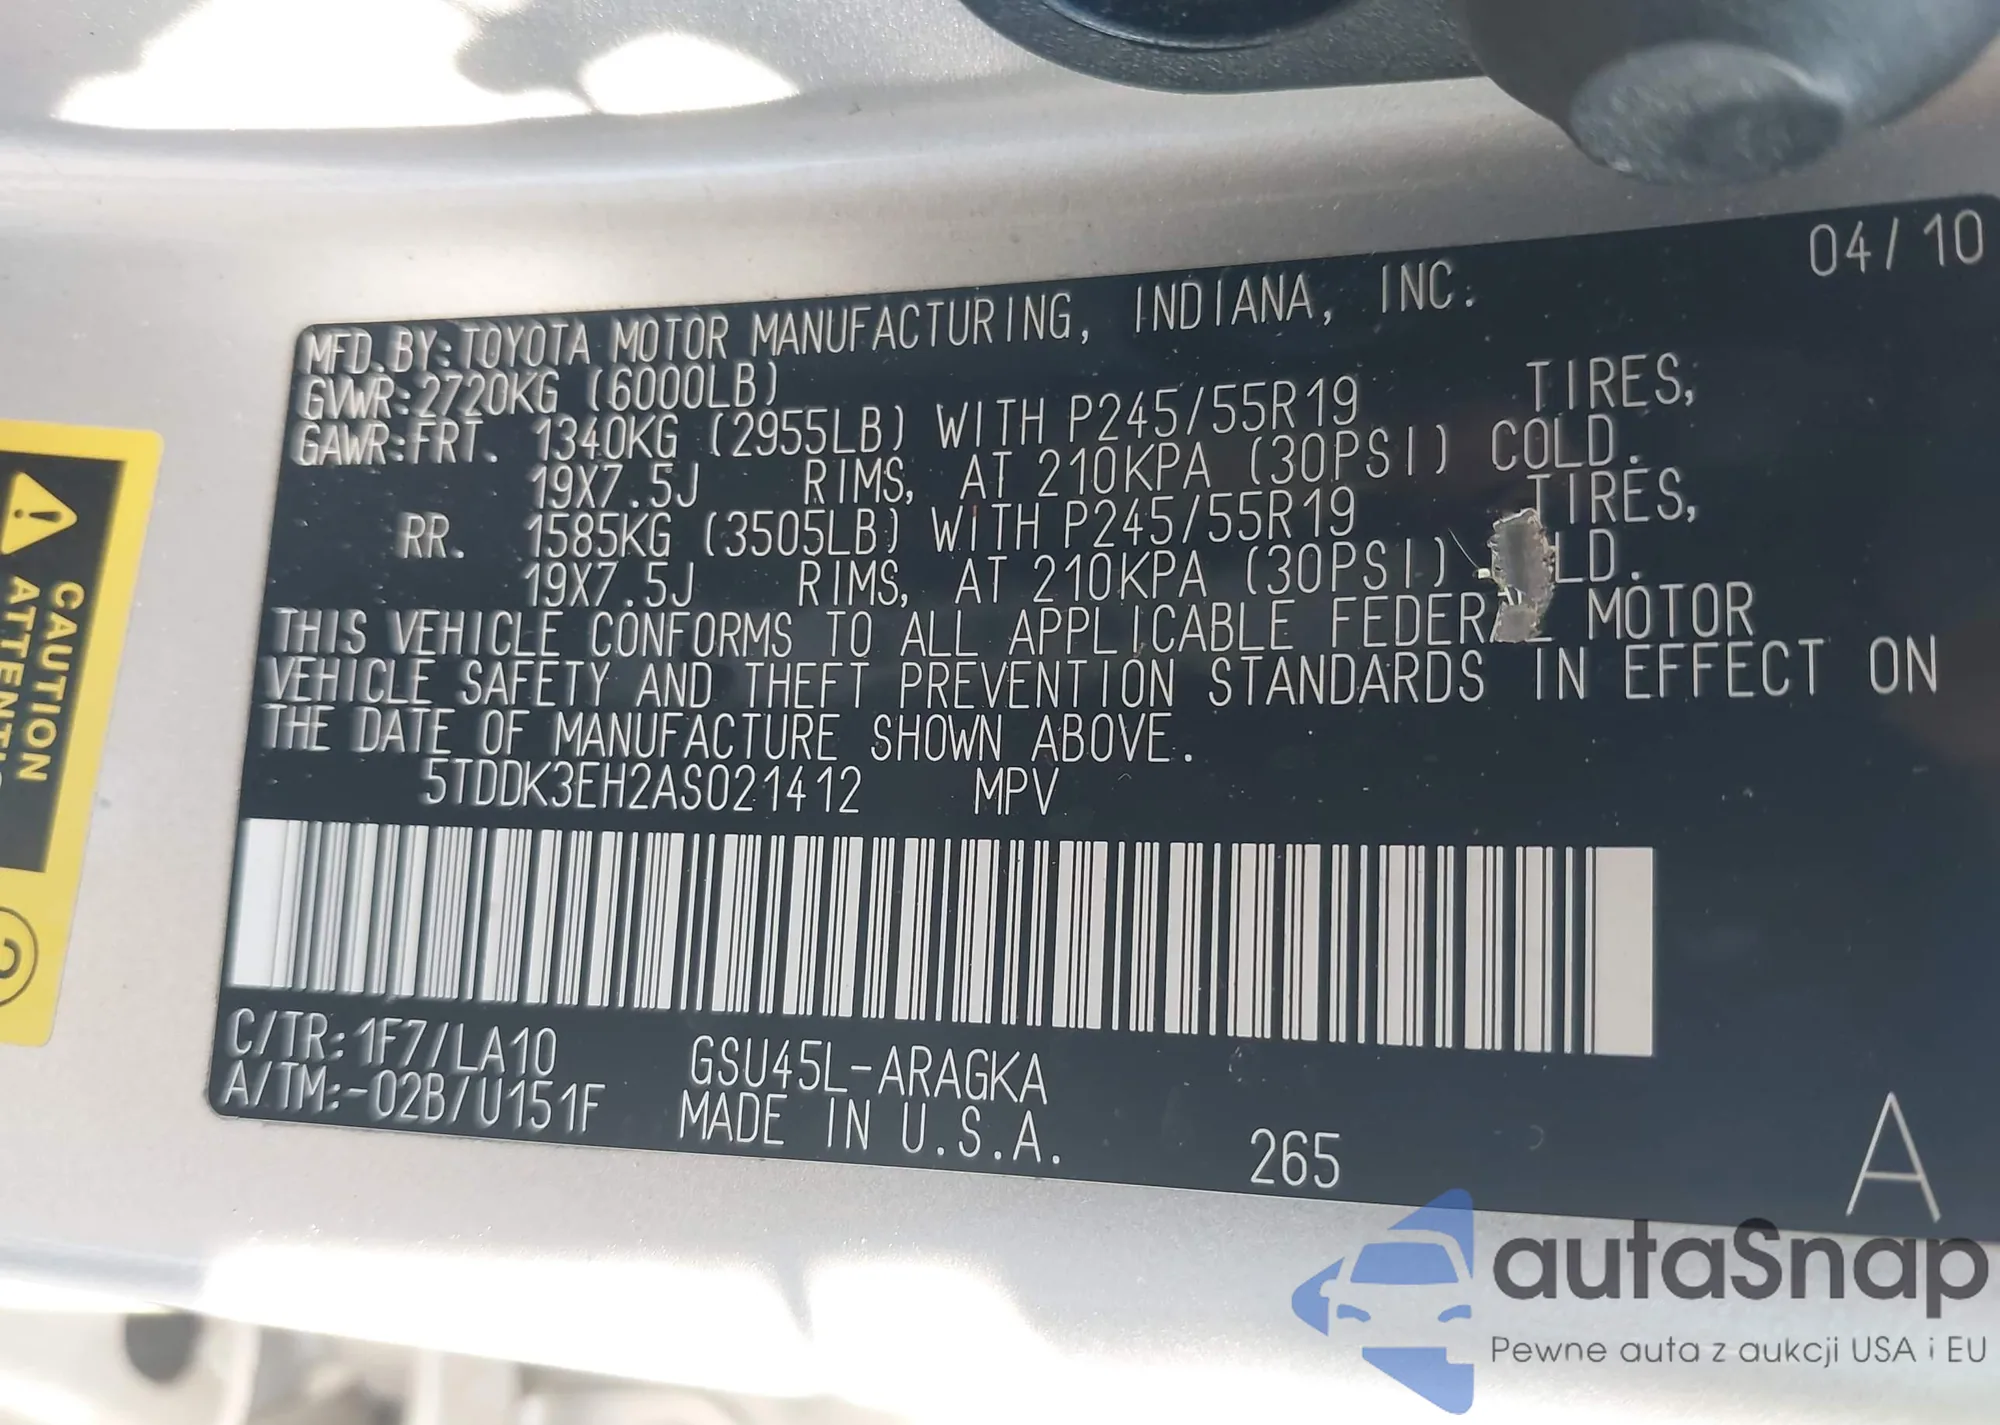 04/10
MFD.BY:TOYOTA MOTOR MANUFACTURING, INDIANA, INC.
GVWR:2720KG (6000LB)
GAWR:FRT. 1340KG (2955LB) WITH P245/55R19 TIRES,
19X7.5J RIMS, AT 210KPA (30PSI) COLD.
RR. 1585KG (3505LB) WITH P245/55R19 TIRES,
19X7.5J RIMS, AT 210KPA (30PSI) LD.
THIS VEHICLE CONFORMS TO ALL APPLICABLE FEDERAL MOTOR
VEHICLE SAFETY AND THEFT PREVENTION STANDARDS IN EFFECT ON
THE DATE OF MANUFACTURE SHOWN ABOVE.
5TDDK3EH2AS021412 MPV
C/TR:1F7/LA10 GSU45L-ARAGKA
A/TM:-02B/U151F MADE IN U.S.A.
265
A
CAUTION
autaSnap
Pewne auta z aukcji USA i EU